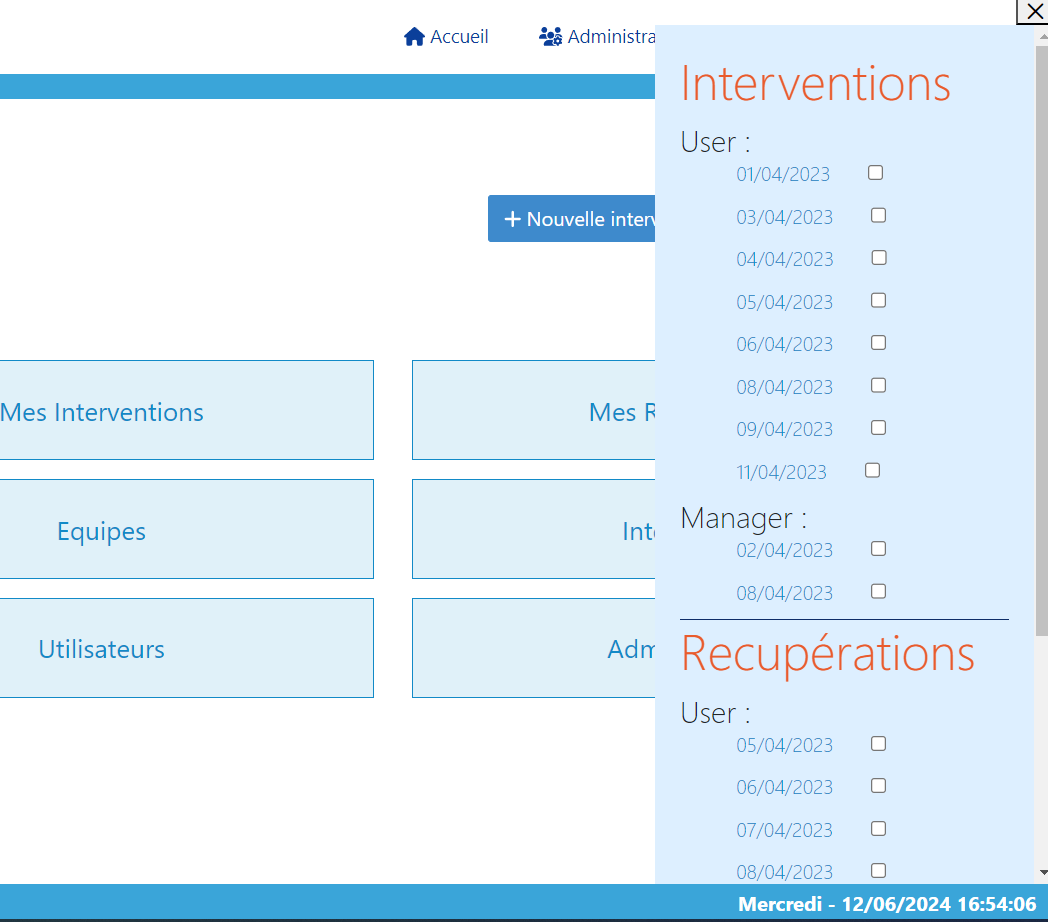 Accueil
Administra
Nouvelle interv
Mes Interventions
Mes R
Equipes
Int
Utilisateurs
Adm
Interventions
User :
01/04/2023
03/04/2023
04/04/2023
05/04/2023
06/04/2023
08/04/2023
09/04/2023
11/04/2023
Manager :
02/04/2023
08/04/2023
Recupérations
User :
05/04/2023
06/04/2023
07/04/2023
08/04/2023
Mercredi - 12/06/2024 16:54:06